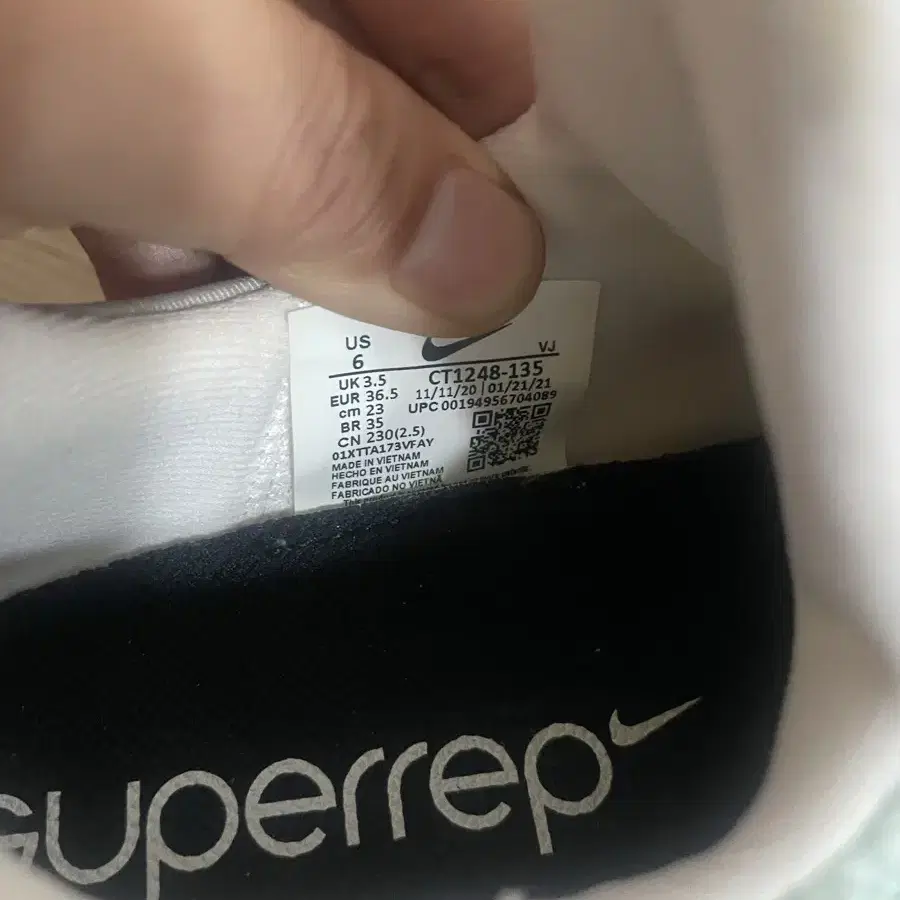 US
6
VJ
UK 3.5
CT1248-135
EUR 36.5
11/11/20 | 01/21/21
cm 23
UPC 00194956704089
BR 35
CN 230(2.5)
01XTTA173VFAY
MADE IN VIETNAM
HECHO EN VIETNAM
FABRIQUE AU VIETNAM
FABRICADO NO VIETNÃ
This
superrep